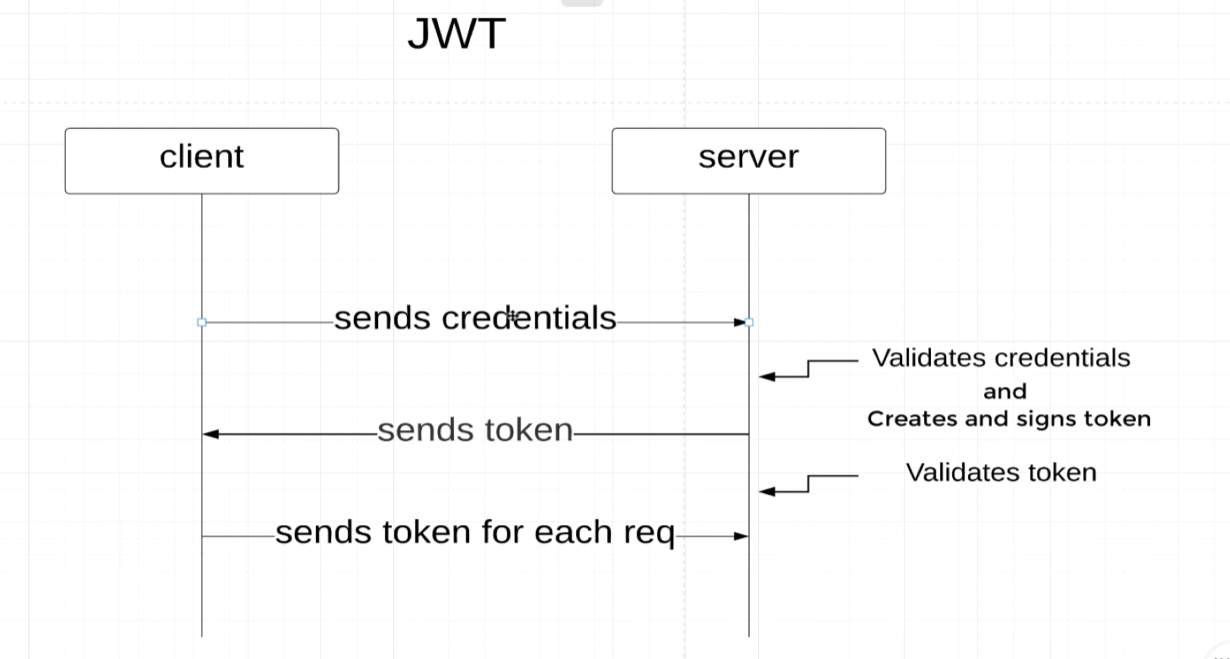 JWT
client
server
sends credentials
Validates credentials
and
Creates and signs token
sends token
Validates token
sends token for each req